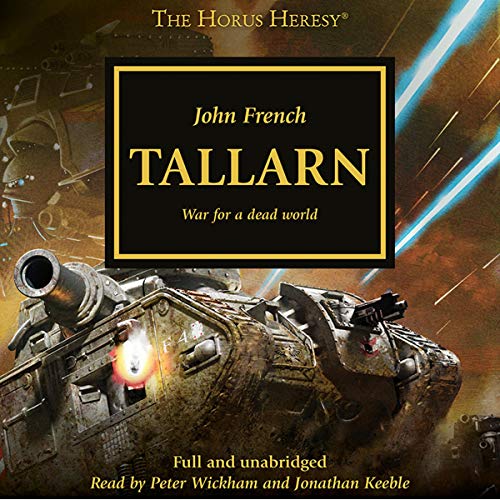 THE HORUS HERESY®
John French
TALLARN
War for a dead world
F 4
Full and unabridged
Read by Peter Wickham and Jonathan Keeble